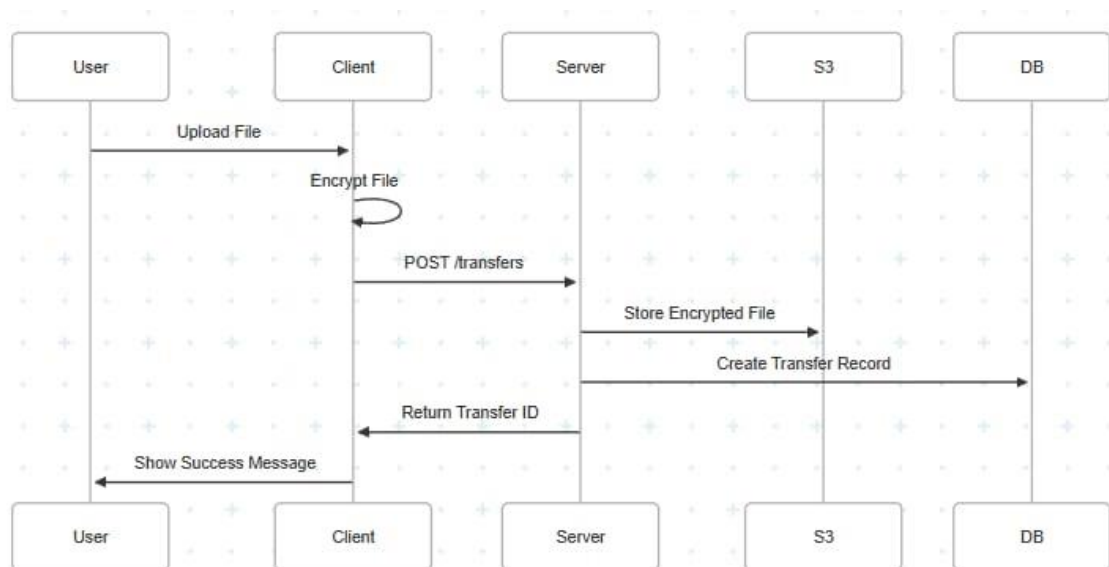 User Client Server S3 DB
Upload File
Encrypt File
POST /transfers
Store Encrypted File
Create Transfer Record
Return Transfer ID
Show Success Message
User Client Server S3 DB